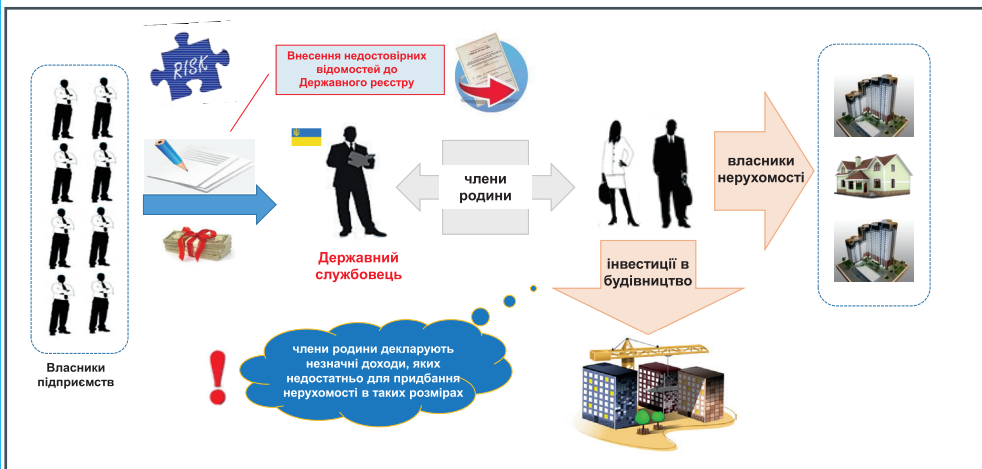 RISK
Внесення недостовірних
відомостей до
Державного реєстру
члени
родини
власники
нерухомості
Державний
службовець
інвестиції в
будівництво
Власники
підприємств
члени родини декларують
незначні доходи, яких
недостатньо для придбання
нерухомості в таких розмірах